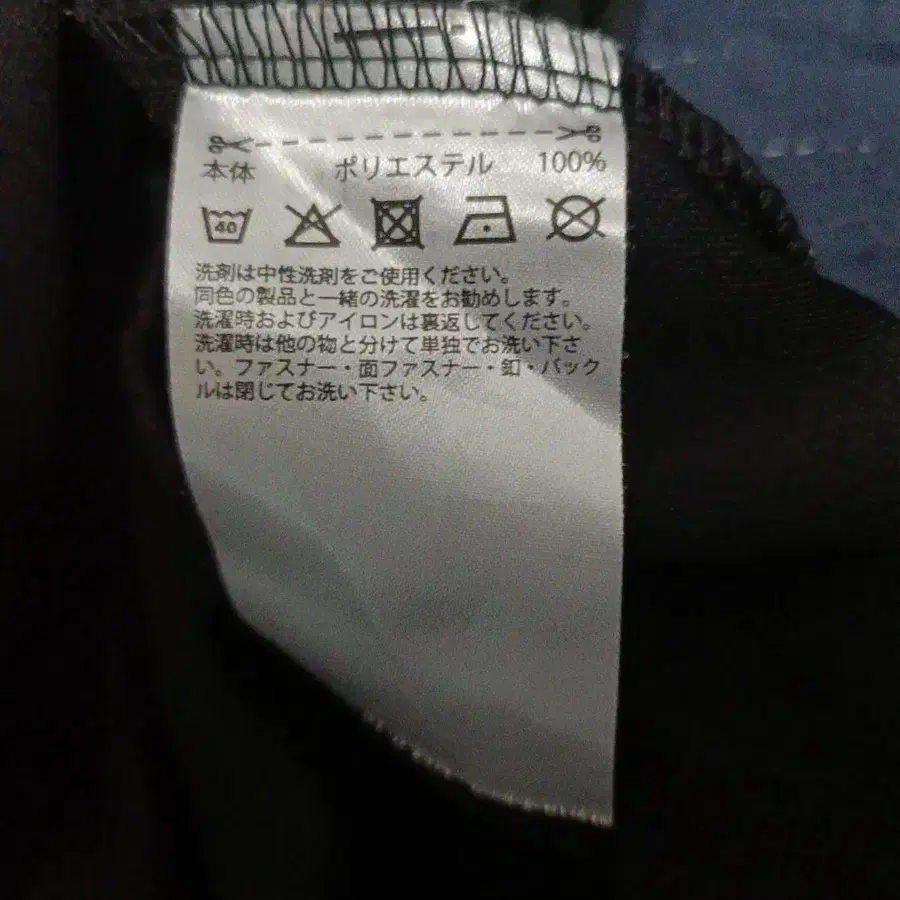 本体 ポリエステル 100%
40
洗剤は中性洗剤をご使用ください。
同色の製品と一緒の洗濯をお勧めします。
洗濯時およびアイロンは裏返してください。
洗濯時は他の物と分けて単独でお洗い下さ
い。ファスナー・面ファスナー・釦・バック
ルは閉じてお洗い下さい。